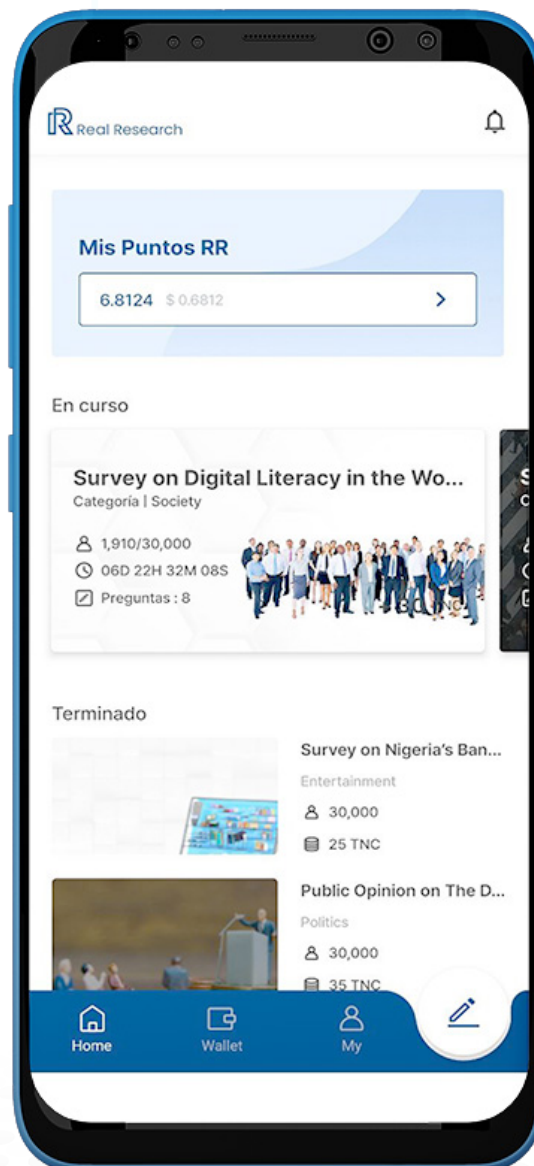 Real Research
Mis Puntos RR
6.8124 $ 0.6812
En curso
Survey on Digital Literacy in the Wo...
Categoría | Society
1,910/30,000
06D 22H 32M 08S
Preguntas : 8
TNC
Terminado
Survey on Nigeria's Ban...
Entertainment
30,000
25 TNC
Public Opinion on The D...
Politics
30,000
35 TNC
Home
Wallet
My